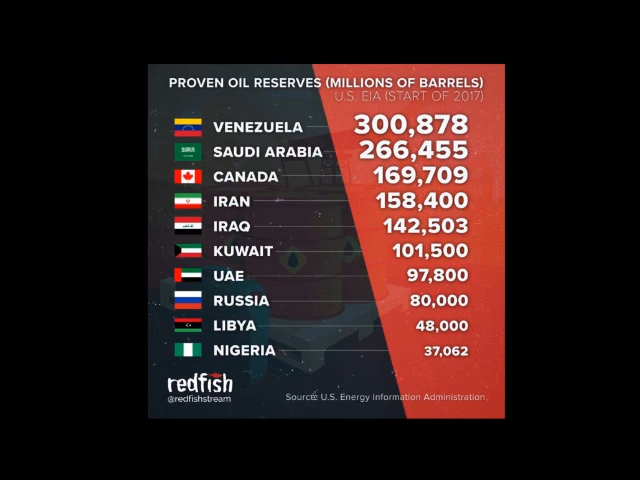 PROVEN OIL RESERVES (MILLIONS OF BARRELS)
U.S. EIA (START OF 2017)
VENEZUELA 300,878
SAUDI ARABIA 266,455
CANADA 169,709
IRAN 158,400
IRAQ 142,503
KUWAIT 101,500
UAE 97,800
RUSSIA 80,000
LIBYA 48,000
NIGERIA 37,062
redfish
@redfishstream
Source: U.S. Energy Information Administration.